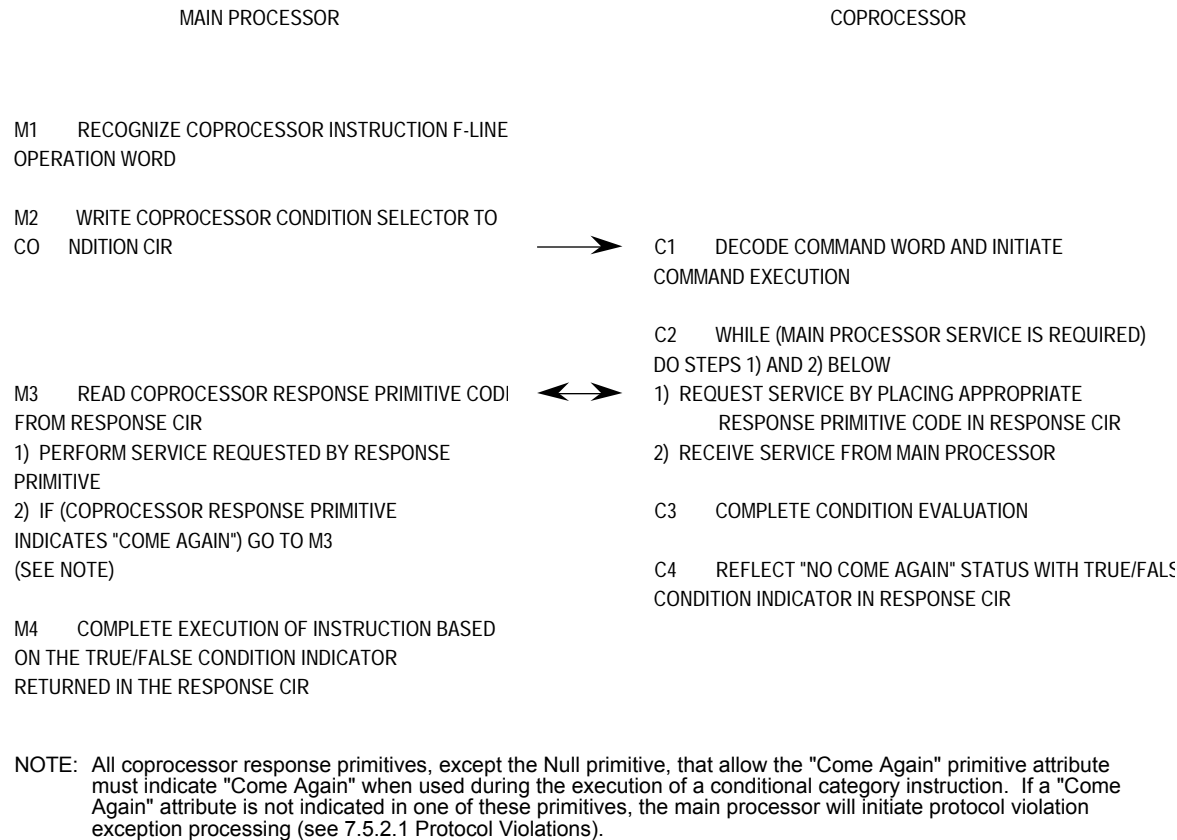 MAIN PROCESSOR
COPROCESSOR
M1 RECOGNIZE COPROCESSOR INSTRUCTION F-LINE
OPERATION WORD
M2 WRITE COPROCESSOR CONDITION SELECTOR TO
CO NDITION CIR
M3 READ COPROCESSOR RESPONSE PRIMITIVE CODE
FROM RESPONSE CIR
1) PERFORM SERVICE REQUESTED BY RESPONSE
PRIMITIVE
2) IF (COPROCESSOR RESPONSE PRIMITIVE
INDICATES "COME AGAIN") GO TO M3
(SEE NOTE)
M4 COMPLETE EXECUTION OF INSTRUCTION BASED
ON THE TRUE/FALSE CONDITION INDICATOR
RETURNED IN THE RESPONSE CIR
C1 DECODE COMMAND WORD AND INITIATE
COMMAND EXECUTION
C2 WHILE (MAIN PROCESSOR SERVICE IS REQUIRED)
DO STEPS 1) AND 2) BELOW
1) REQUEST SERVICE BY PLACING APPROPRIATE
RESPONSE PRIMITIVE CODE IN RESPONSE CIR
2) RECEIVE SERVICE FROM MAIN PROCESSOR
C3 COMPLETE CONDITION EVALUATION
C4 REFLECT "NO COME AGAIN" STATUS WITH TRUE/FALS
CONDITION INDICATOR IN RESPONSE CIR
NOTE: All coprocessor response primitives, except the Null primitive, that allow the "Come Again" primitive attribute
must indicate "Come Again" when used during the execution of a conditional category instruction. If a "Come
Again" attribute is not indicated in one of these primitives, the main processor will initiate protocol violation
exception processing (see 7.5.2.1 Protocol Violations).